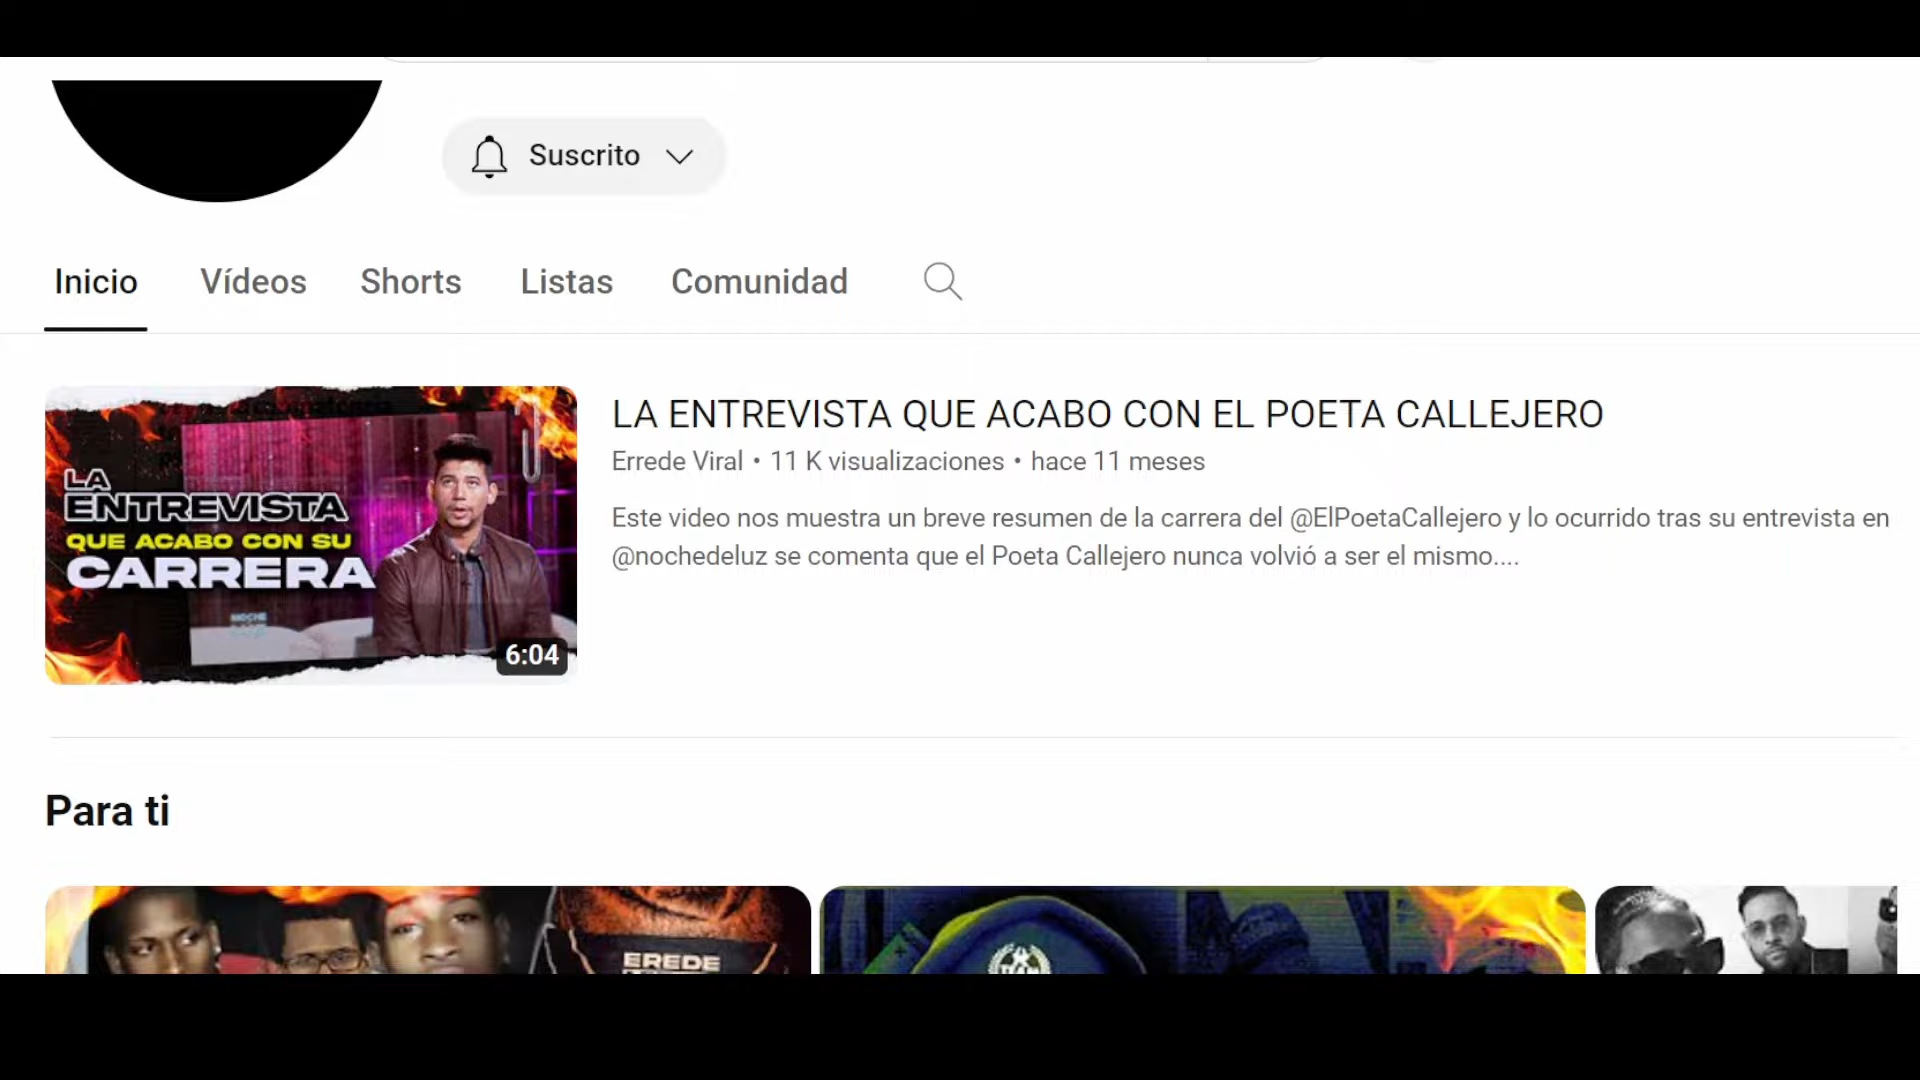 Suscrito
Inicio Vídeos Shorts Listas Comunidad
LA
ENTREVISTA
QUE ACABO CON SU
CARRERA
NOCHE
6:04
LA ENTREVISTA QUE ACABO CON EL POETA CALLEJERO
Errede Viral • 11 K visualizaciones • hace 11 meses
Este video nos muestra un breve resumen de la carrera del @ElPoetaCallejero y lo ocurrido tras su entrevista en
@nochedeluz se comenta que el Poeta Callejero nunca volvió a ser el mismo....
Para ti
EREDE